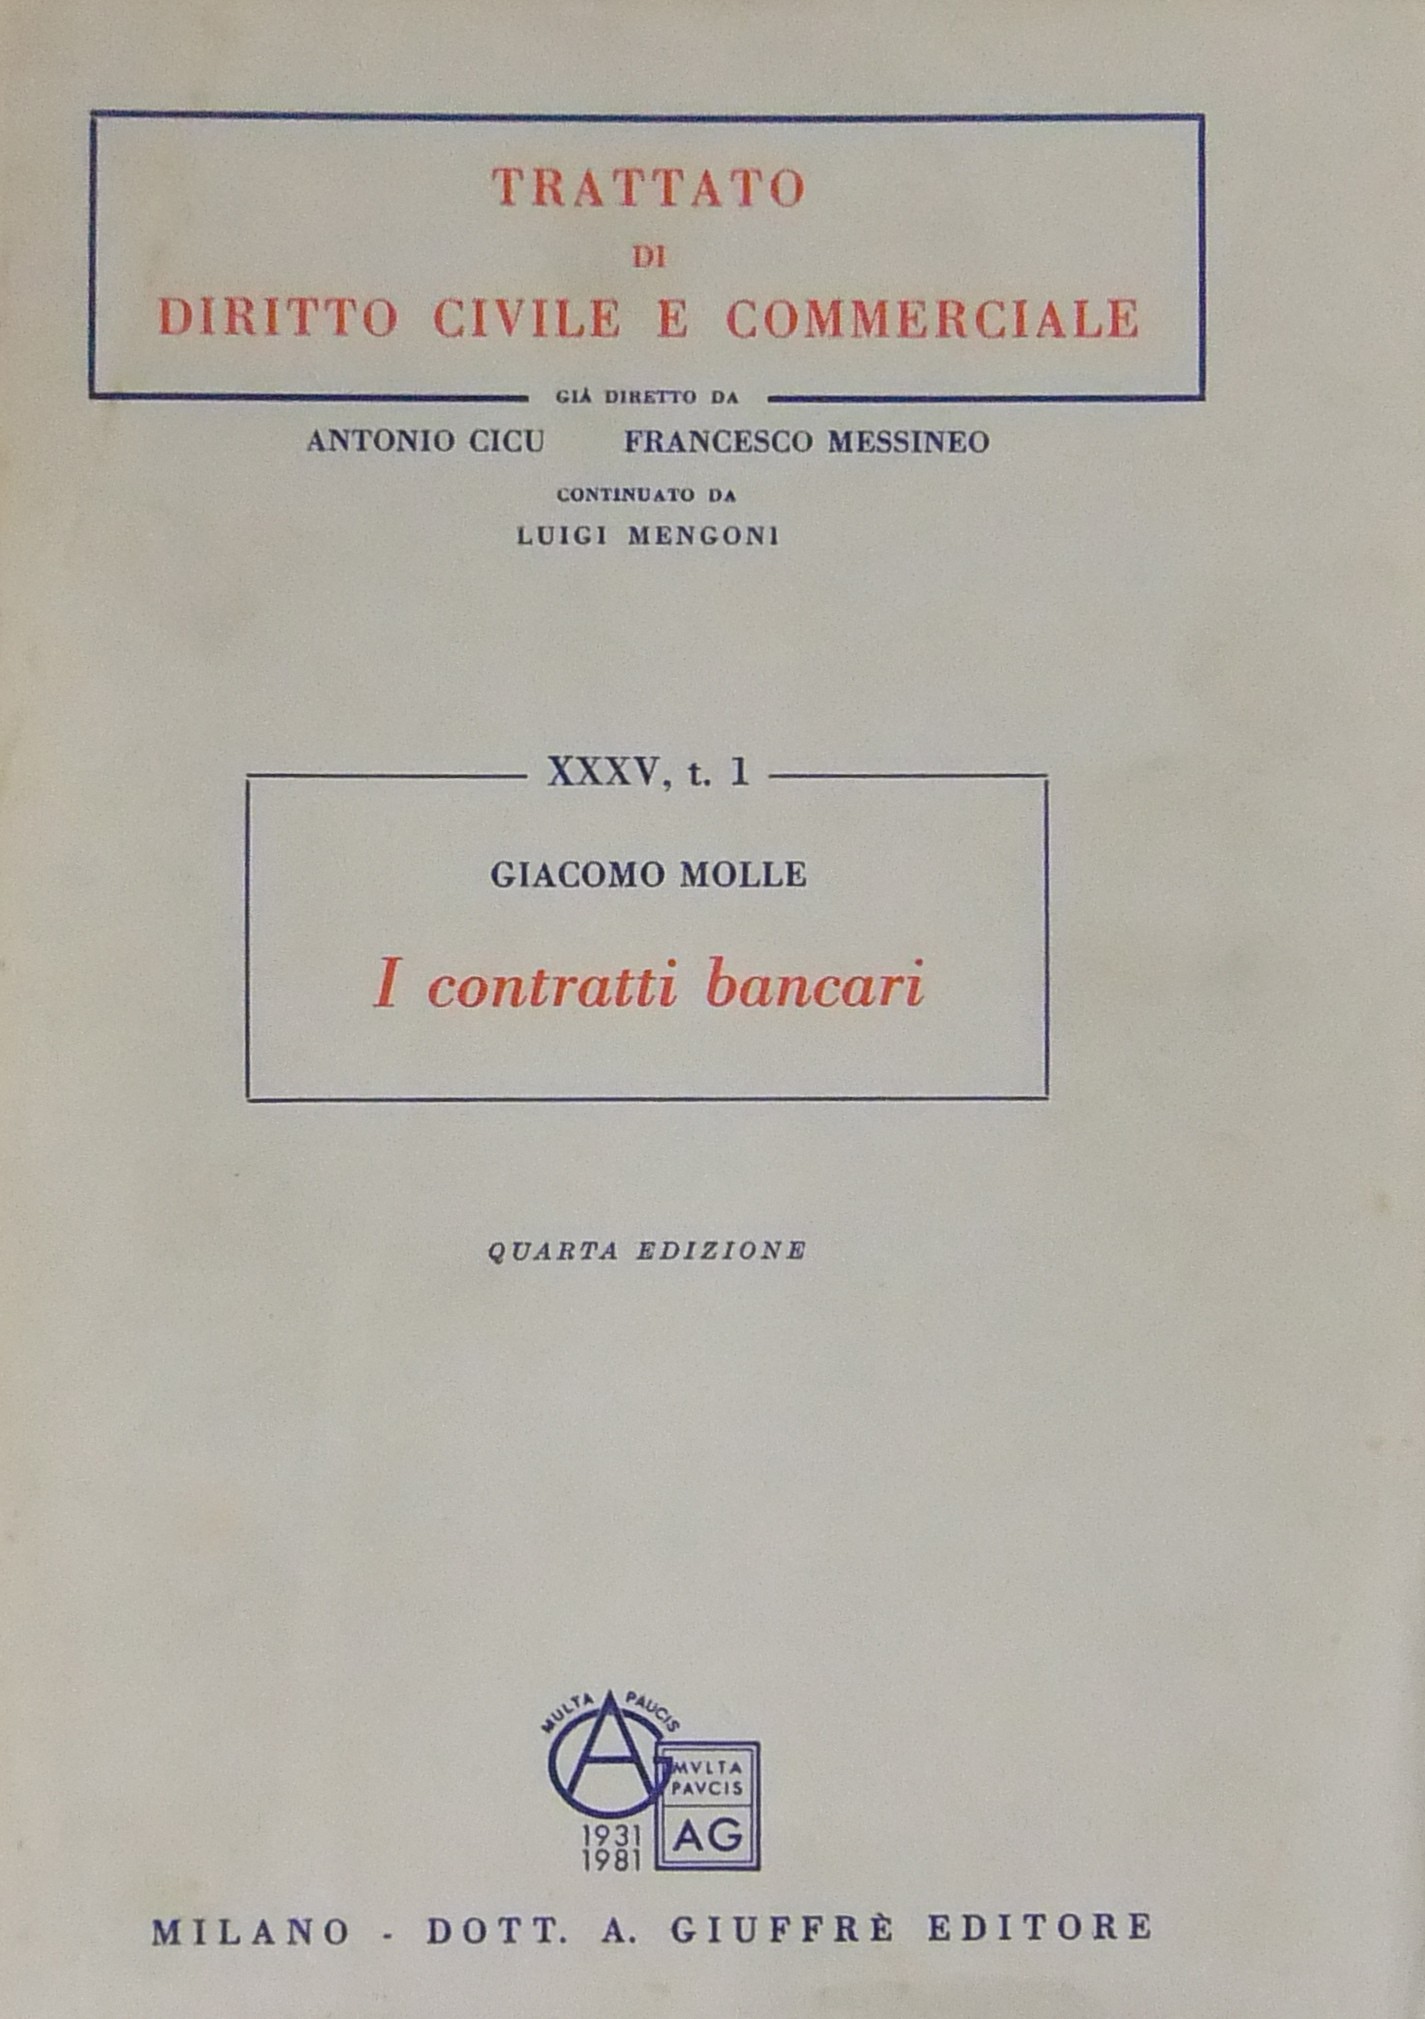 TRATTATO
DI
DIRITTO CIVILE E COMMERCIALE
GIÁ DIRETTO DA
ANTONIO CICU FRANCESCO MESSINEO
CONTINUATO DA
LUIGI MENGONI
XXXV, t. 1
GIACOMO MOLLE
I contratti bancari
QUARTA EDIZIONE
MULTA PAUCIS
MVLTA
PAVCIS
AG
1931
1981
MILANO - DOTT. A. GIUFFRÈ EDITORE